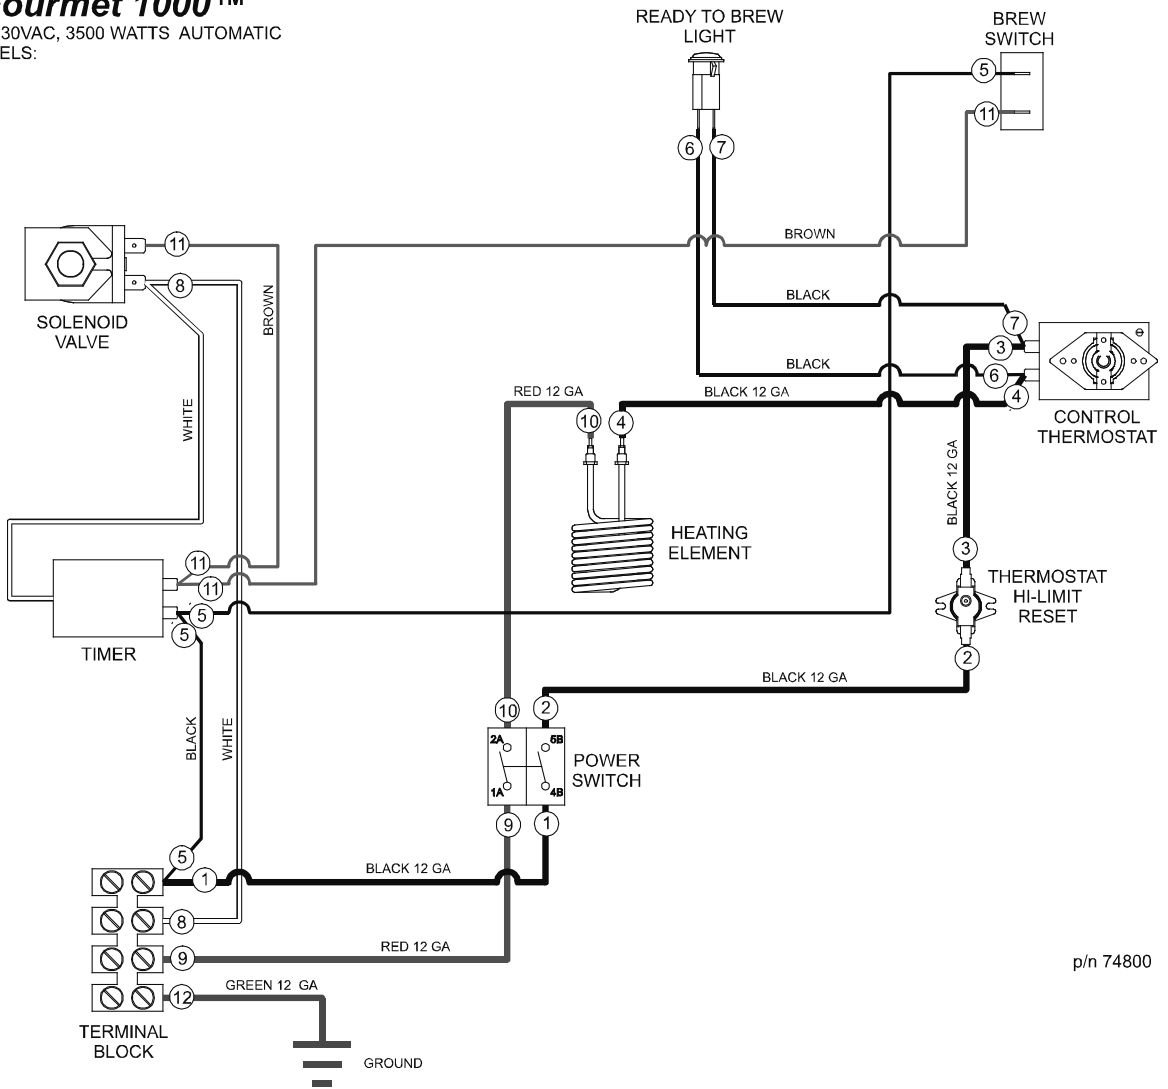 ourmet 1000™
30VAC, 3500 WATTS AUTOMATIC
ELS:
READY TO BREW
LIGHT
BREW
SWITCH
5
11
6
7
BROWN
11
8
BROWN
SOLENOID
VALVE
BLACK
7
3
BLACK
6
4
RED 12 GA
BLACK 12 GA
10
4
CONTROL
THERMOSTAT
WHITE
BLACK 12 GA
HEATING
ELEMENT
3
11
11
THERMOSTAT
HI-LIMIT
RESET
5
5
TIMER
2
BLACK 12 GA
10
2
BLACK
WHITE
2A
5B
1A
4B
POWER
SWITCH
9
1
5
1
BLACK 12 GA
8
RED 12 GA
9
p/n 74800
GREEN 12 GA
12
TERMINAL
BLOCK
GROUND